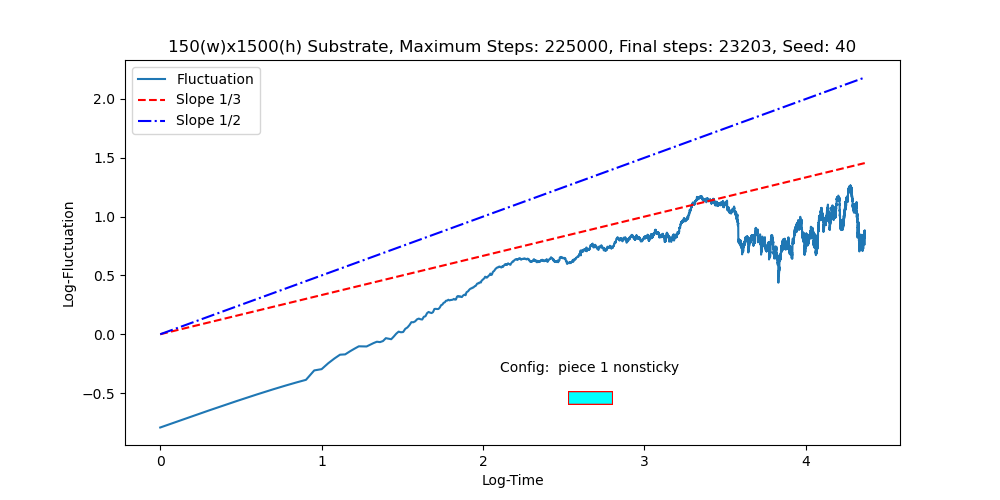 150(w)x1500(h) Substrate, Maximum Steps: 225000, Final steps: 23203, Seed: 40
Fluctuation
Slope 1/3
Slope 1/2
2.0
1.5
1.0
0.5
0.0
−0.5
Log-Fluctuation
Config:  piece 1 nonsticky
0 1 2 3 4
Log-Time